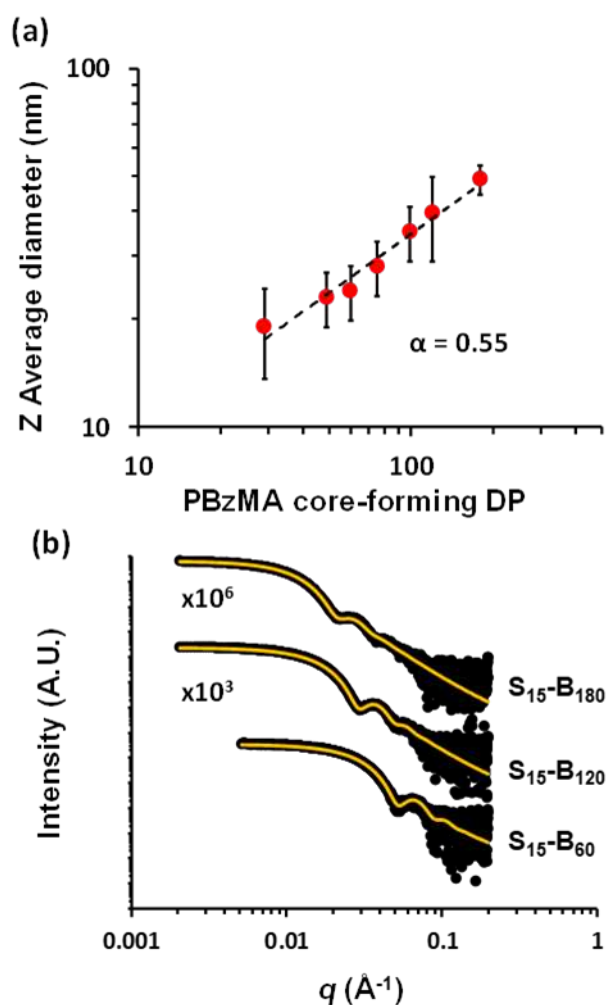 (a)
100
Z Average diameter (nm)
α = 0.55
10
10
100
PBzMA core-forming DP
(b)
x10⁶
x10³
S₁₅-B₁₈₀
S₁₅-B₁₂₀
S₁₅-B₆₀
Intensity (A.U.)
0.001
0.01
0.1
1
q (Å⁻¹)